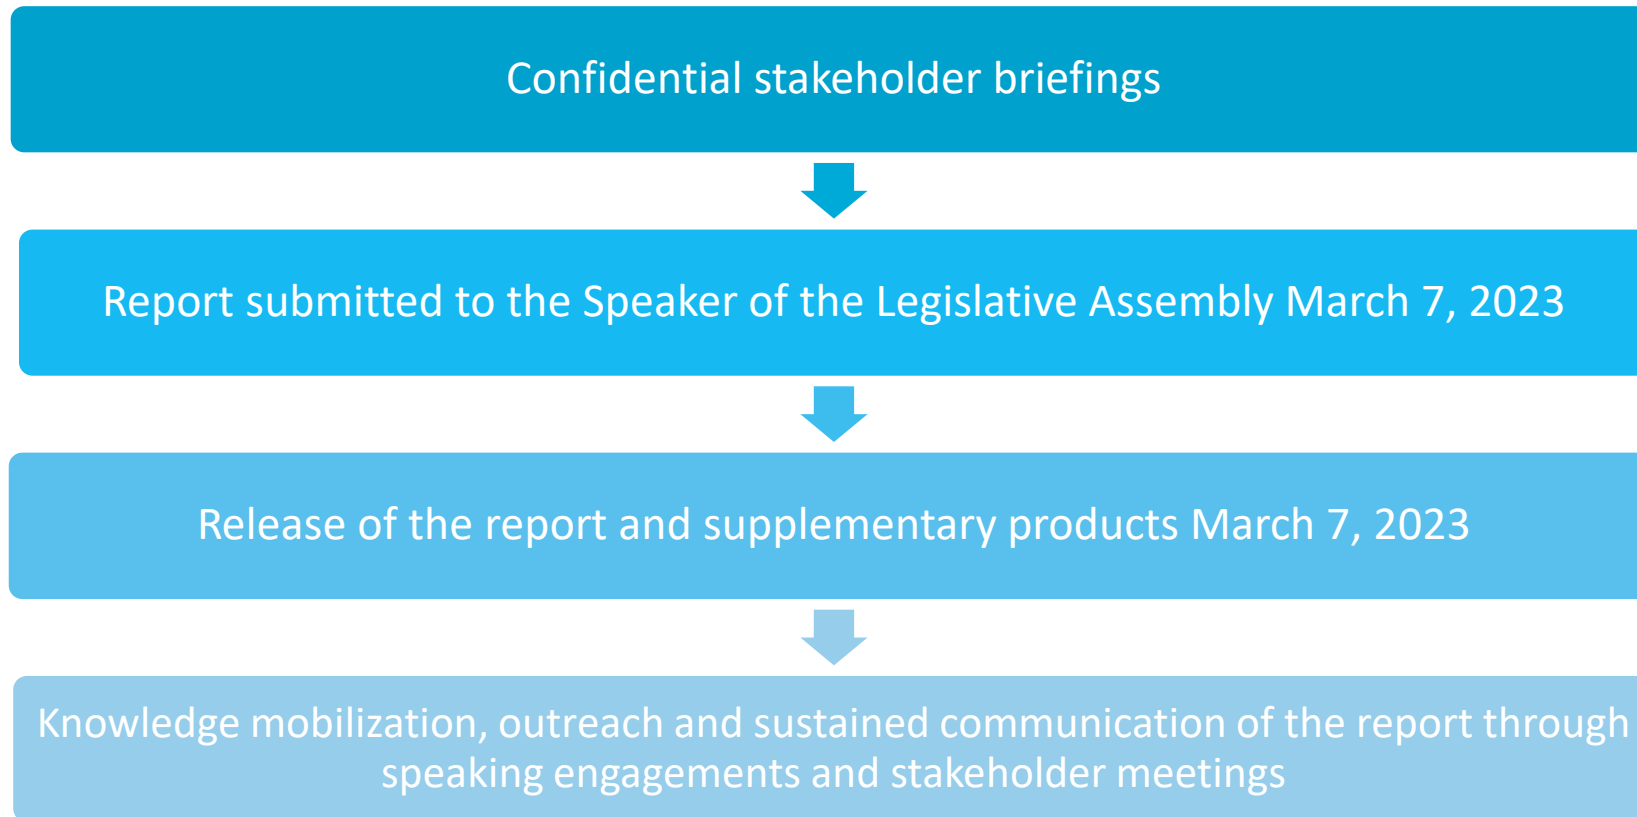 Confidential stakeholder briefings
Report submitted to the Speaker of the Legislative Assembly March 7, 2023
Release of the report and supplementary products March 7, 2023
Knowledge mobilization, outreach and sustained communication of the report through
speaking engagements and stakeholder meetings